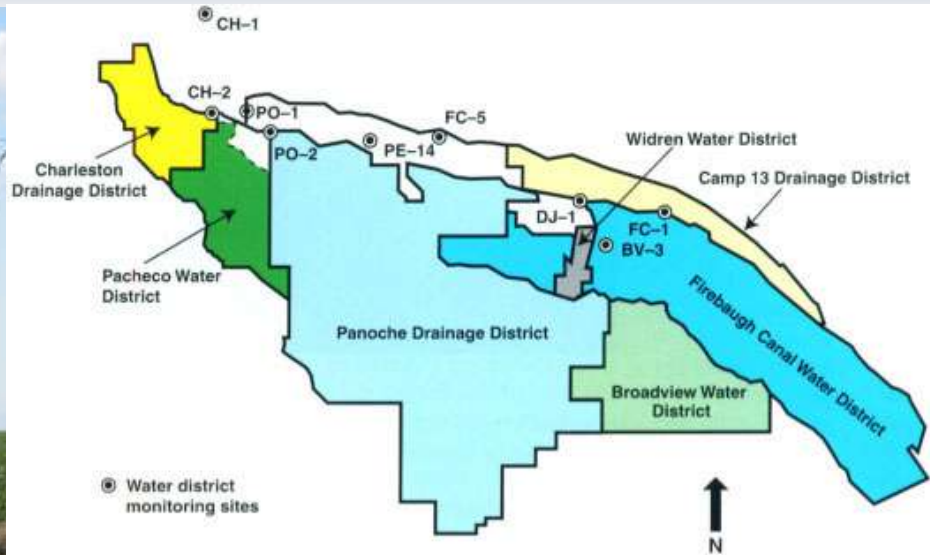 CH–1
CH–2
PO–1
FC–5
Widren Water District
PO–2
PE–14
Charleston
Drainage District
Camp 13 Drainage District
DJ–1
FC–1
BV–3
Pacheco Water
District
Panoche Drainage District
Firebaugh Canal Water District
Broadview Water
District
Water district
monitoring sites
N